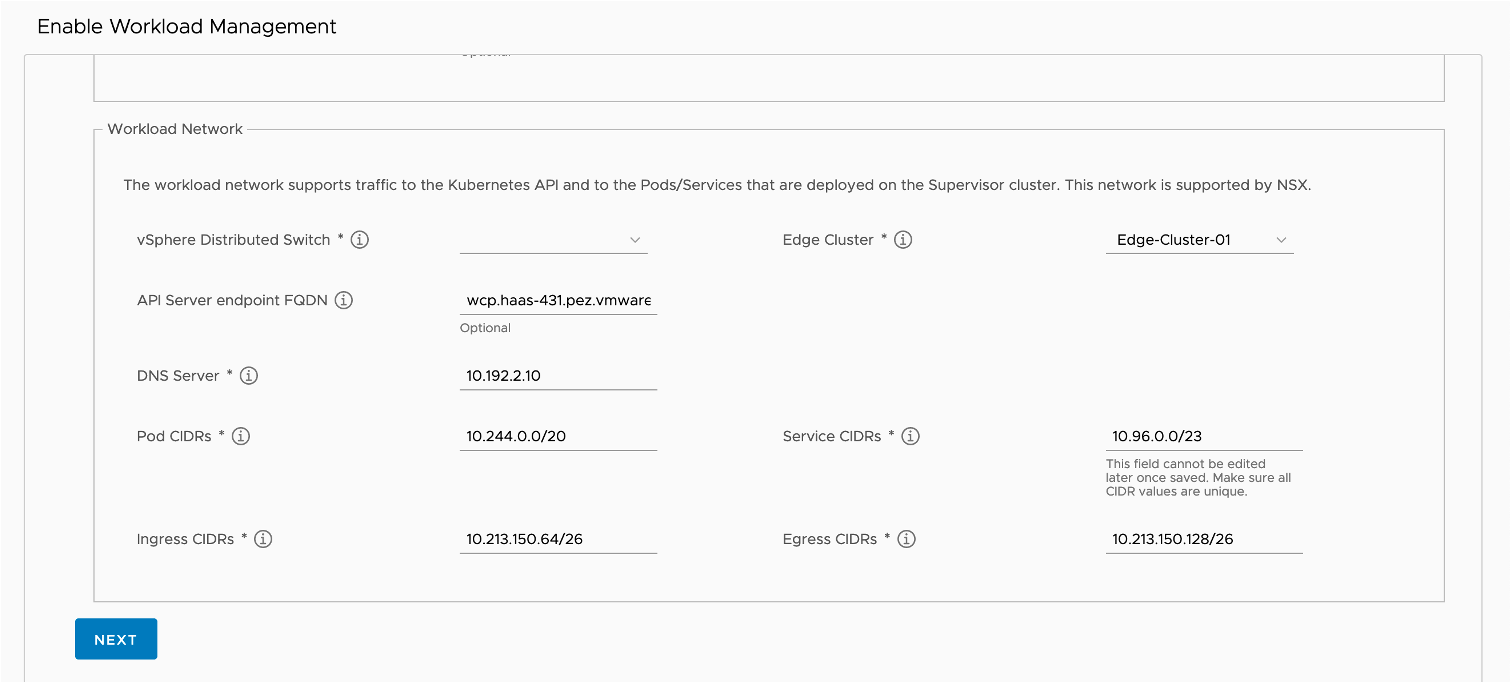 Enable Workload Management
Workload Network
The workload network supports traffic to the Kubernetes API and to the Pods/Services that are deployed on the Supervisor cluster. This network is supported by NSX.
vSphere Distributed Switch *
Edge Cluster * Edge-Cluster-01
API Server endpoint FQDN wcp.haas-431.pez.vmware
Optional
DNS Server * 10.192.2.10
Pod CIDRs * 10.244.0.0/20
Service CIDRs * 10.96.0.0/23
This field cannot be edited
later once saved. Make sure all
CIDR values are unique.
Ingress CIDRs * 10.213.150.64/26
Egress CIDRs * 10.213.150.128/26
NEXT